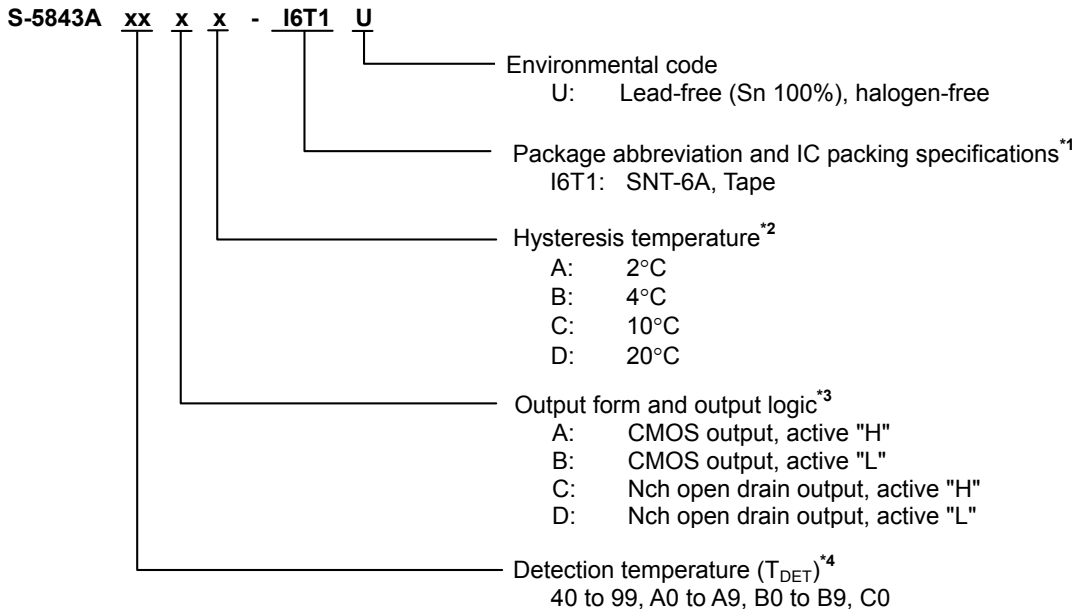 S-5843A xx x x - I6T1 U
Environmental code
U: Lead-free (Sn 100%), halogen-free
Package abbreviation and IC packing specifications*1
I6T1: SNT-6A, Tape
Hysteresis temperature*2
A: 2°C
B: 4°C
C: 10°C
D: 20°C
Output form and output logic*3
A: CMOS output, active "H"
B: CMOS output, active "L"
C: Nch open drain output, active "H"
D: Nch open drain output, active "L"
Detection temperature (TDET)*4
40 to 99, A0 to A9, B0 to B9, C0